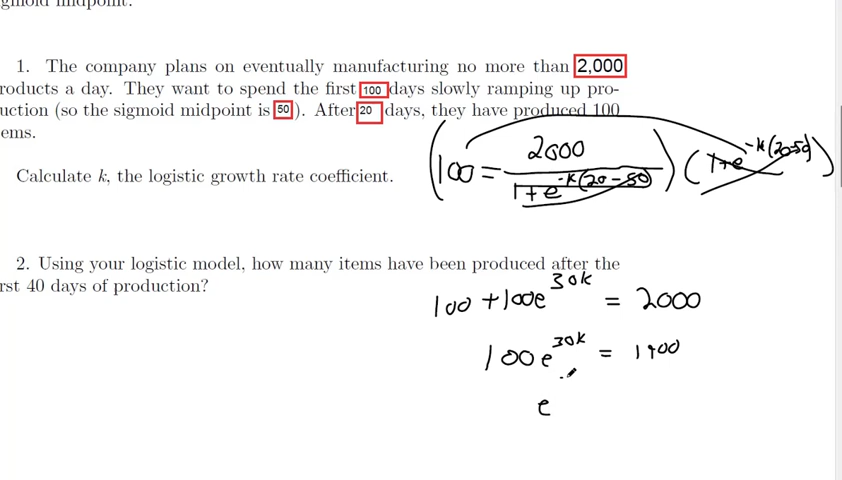 1. The company plans on eventually manufacturing no more than 2,000
roducts a day. They want to spend the first 100 days slowly ramping up pro-
uction (so the sigmoid midpoint is 50 ). After 20 days, they have produced 100
ems.
(100 = 2000 / 1+e^-k(20-50)) (1+e^-k(20-50))
Calculate k, the logistic growth rate coefficient.
2. Using your logistic model, how many items have been produced after the
rst 40 days of production?
100 + 100e^30k = 2000
100e^30k = 1900
e